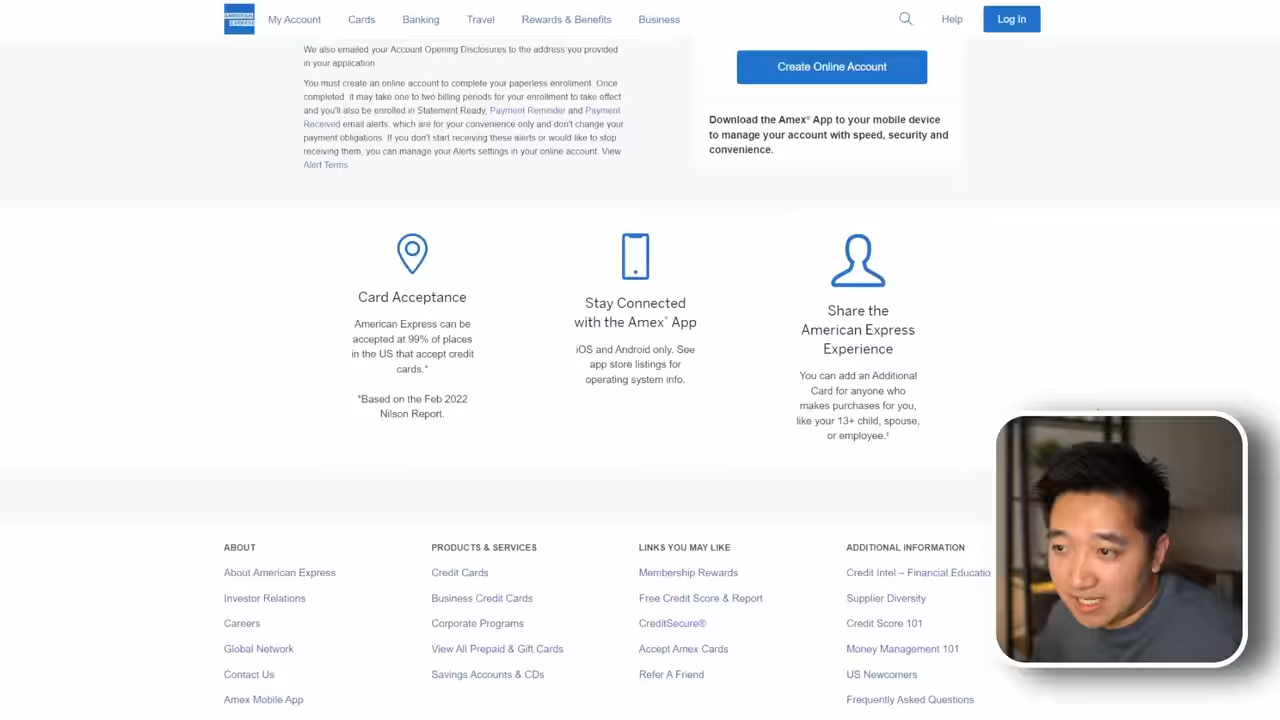 AMERICAN EXPRESS
My Account
Cards
Banking
Travel
Rewards & Benefits
Business
Help
Log In
We also emailed your Account Opening Disclosures to the address you provided
in your application
You must create an online account to complete your paperless enrollment. Once
completed it may take one to two billing periods for your enrollment to take effect
and you'll also be enrolled in Statement Ready, Payment Reminder and Payment
Received email alerts, which are for your convenience only and don't change your
payment obligations. If you don't start receiving these alerts or would like to stop
receiving them, you can manage your Alerts settings in your online account. View
Alert Terms
Create Online Account
Download the Amex® App to your mobile device
to manage your account with speed, security and
convenience.
Card Acceptance
American Express can be
accepted at 99% of places
in the US that accept credit
cards.*
*Based on the Feb 2022
Nilson Report.
Stay Connected
with the Amex® App
iOS and Android only. See
app store listings for
operating system info.
Share the
American Express
Experience
You can add an Additional
Card for anyone who
makes purchases for you,
like your 13+ child, spouse,
or employee.‡
ABOUT
About American Express
Investor Relations
Careers
Global Network
Contact Us
Amex Mobile App
PRODUCTS & SERVICES
Credit Cards
Business Credit Cards
Corporate Programs
View All Prepaid & Gift Cards
Savings Accounts & CDs
LINKS YOU MAY LIKE
Membership Rewards
Free Credit Score & Report
CreditSecure®
Accept Amex Cards
Refer A Friend
ADDITIONAL INFORMATION
Credit Intel – Financial Educatio
Supplier Diversity
Credit Score 101
Money Management 101
US Newcomers
Frequently Asked Questions